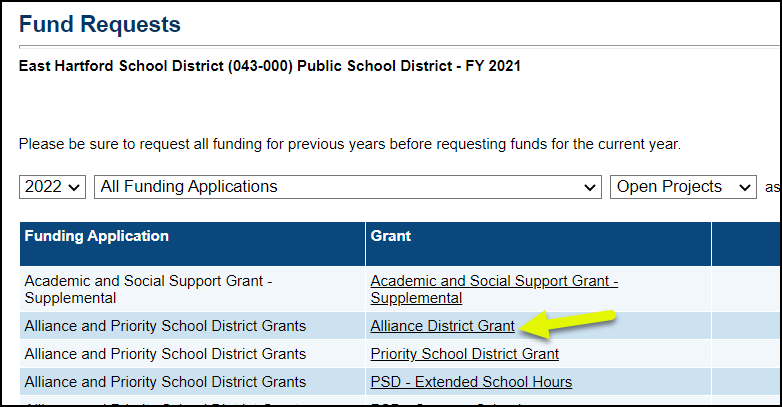 Fund Requests
East Hartford School District (043-000) Public School District - FY 2021
Please be sure to request all funding for previous years before requesting funds for the current year.
2022 All Funding Applications Open Projects as
Funding Application Grant
Academic and Social Support Grant - Academic and Social Support Grant -
Supplemental Supplemental
Alliance and Priority School District Grants Alliance District Grant
Alliance and Priority School District Grants Priority School District Grant
Alliance and Priority School District Grants PSD - Extended School Hours